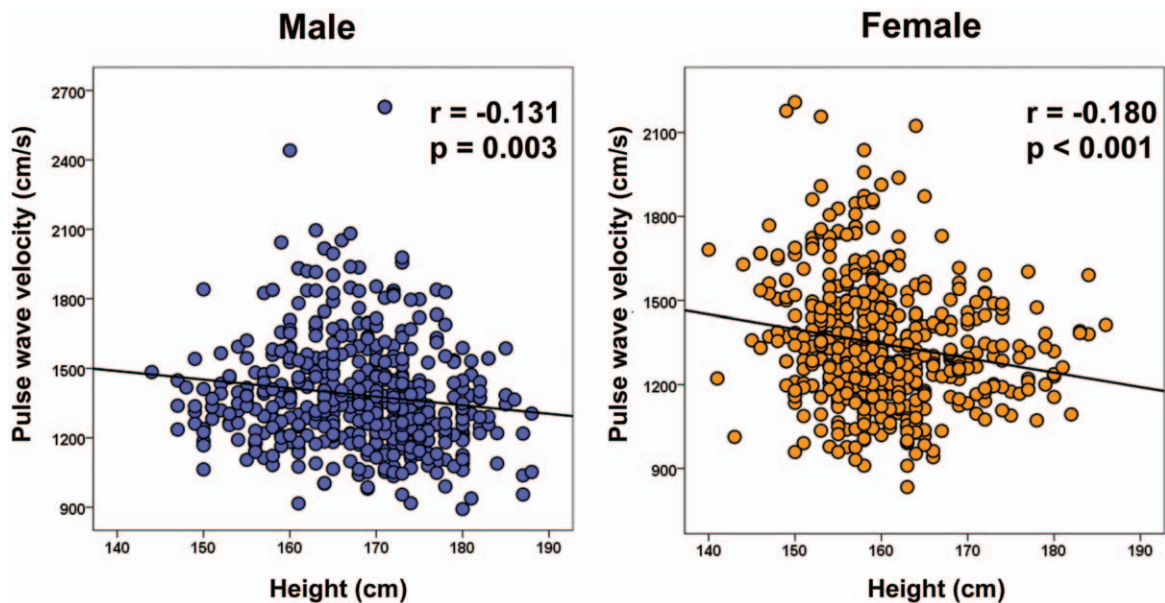 Male
r = -0.131
p = 0.003
Pulse wave velocity (cm/s)
2700
2400
2100
1800
1500
1200
900
140 150 160 170 180 190
Height (cm)
Female
r = -0.180
p < 0.001
Pulse wave velocity (cm/s)
2100
1800
1500
1200
900
140 150 160 170 180 190
Height (cm)